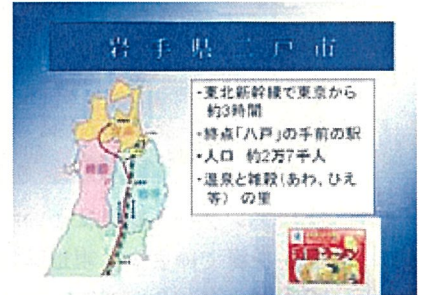 岩手県二戸市
・東北新幹線で東京から
約3時間
・終点「八戸」の手前の駅
・人口 約2万7千人
・温泉と雑穀(あわ、ひえ
等)の里